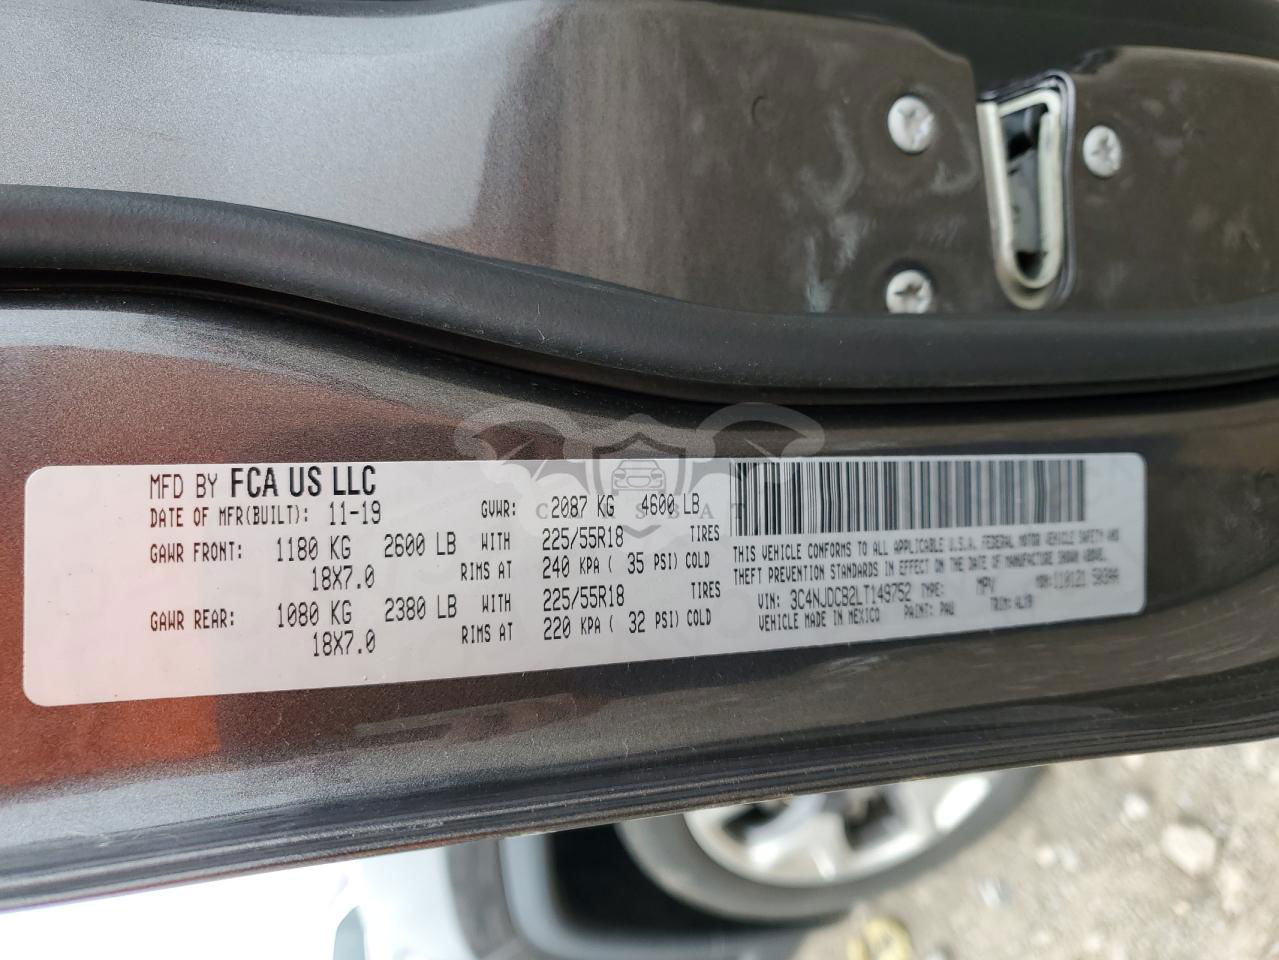 MFD BY FCA US LLC
DATE OF MFR(BUILT): 11-19 GVWR: 2087 KG 4600 LB
GAWR FRONT: 1180 KG 2600 LB WITH 225/55R18 TIRES
18X7.0 RIMS AT 240 KPA ( 35 PSI) COLD
GAWR REAR: 1080 KG 2380 LB WITH 225/55R18 TIRES
18X7.0 RIMS AT 220 KPA ( 32 PSI) COLD
THIS VEHICLE CONFORMS TO ALL APPLICABLE U.S.A. FEDERAL MOTOR VEHICLE SAFETY AND
THEFT PREVENTION STANDARDS IN EFFECT ON THE DATE OF MANUFACTURE SHOWN ABOVE.
VIN: 3C4NJDCB2LT149752 TYPE: MPV MDH:
VEHICLE MADE IN MEXICO PAINT: PAU TRIM: